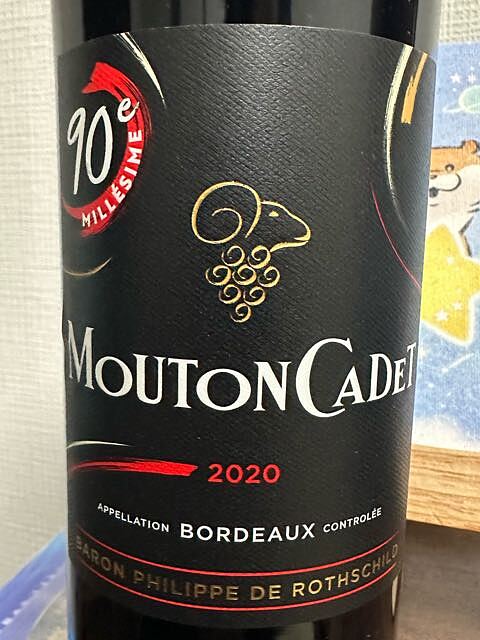 90e
MILLÉSIME
MOUTON CADET
2020
APPELLATION BORDEAUX CONTROLÉE
BARON PHILIPPE DE ROTHSCHILD